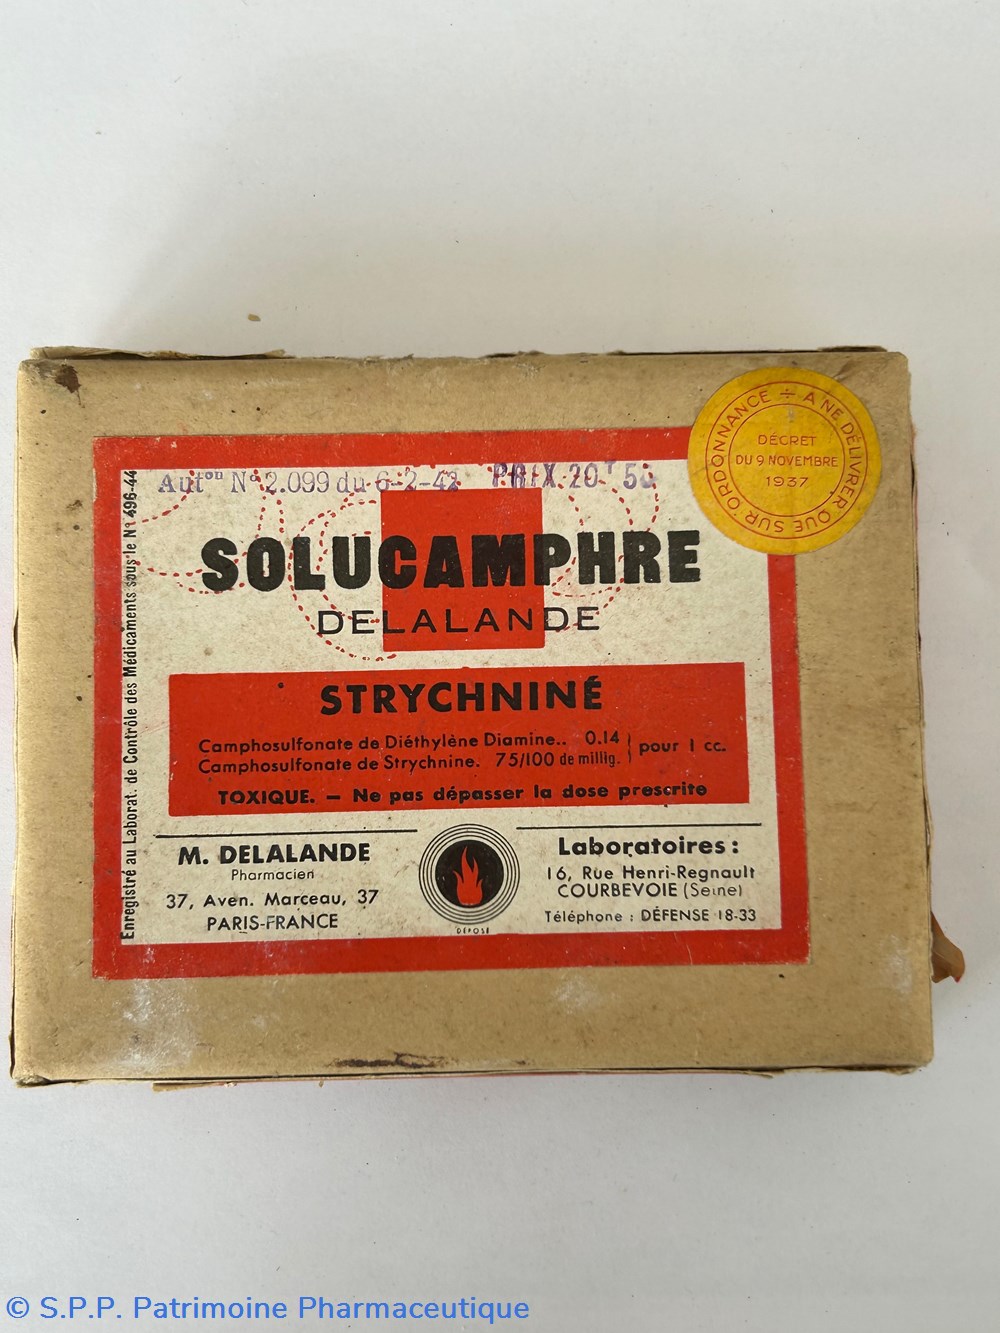 Autᵒⁿ Nº 2.099 du 6-2-42 PRIX 20ᶠ 50
SOLUCAMPHRE
DELALANDE
STRYCHNINÉ
Camphosulfonate de Diéthylène Diamine.. 0.14
Camphosulfonate de Strychnine. 75/100 de millig.
pour 1 cc.
TOXIQUE. — Ne pas dépasser la dose prescrite
M. DELALANDE
Pharmacien
37, Aven. Marceau, 37
PARIS-FRANCE
DÉPOSÉ
Laboratoires :
16, Rue Henri-Regnault
COURBEVOIE (Seine)
Téléphone : DÉFENSE 18-33
Enregistré au Laborat. de Contrôle des Médicaments sous le Nº 496-44
A NE DÉLIVRER QUE SUR ORDONNANCE ÷
DÉCRET
DU 9 NOVEMBRE
1937
© S.P.P. Patrimoine Pharmaceutique